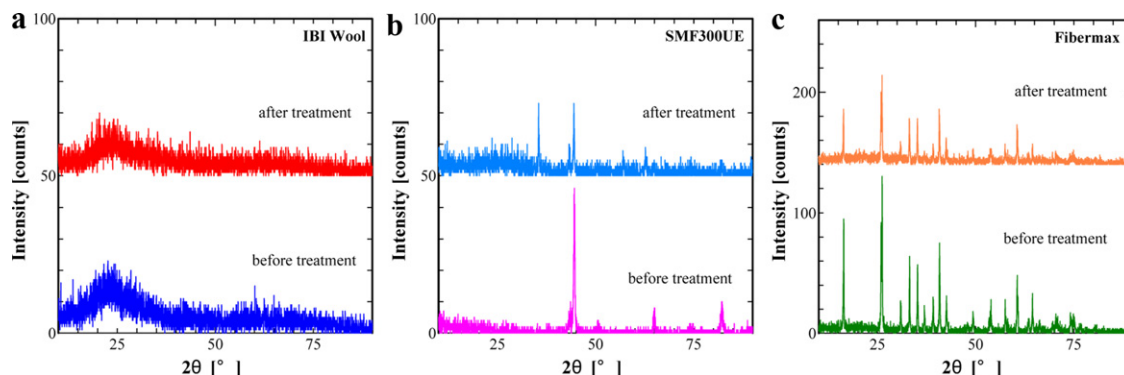 a
100
IBI Wool
after treatment
50
before treatment
0
25
75
Intensity [counts]
2θ [°]
b
100
SMF300UE
after treatment
50
before treatment
0
25
50
75
Intensity [counts]
2θ [°]
c
Fibermax
200
after treatment
100
before treatment
0
25
50
75
Intensity [counts]
2θ [°]